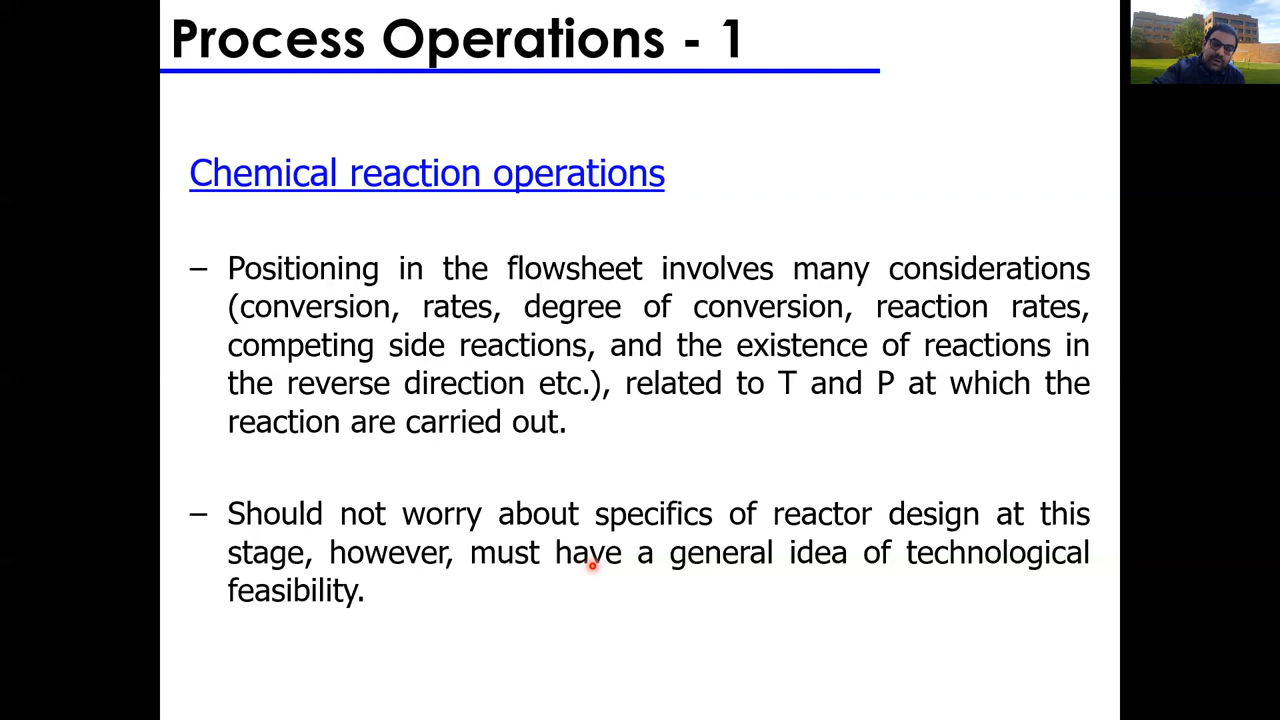 Process Operations - 1
Chemical reaction operations
– Positioning in the flowsheet involves many considerations
(conversion, rates, degree of conversion, reaction rates,
competing side reactions, and the existence of reactions in
the reverse direction etc.), related to T and P at which the
reaction are carried out.
– Should not worry about specifics of reactor design at this
stage, however, must have a general idea of technological
feasibility.